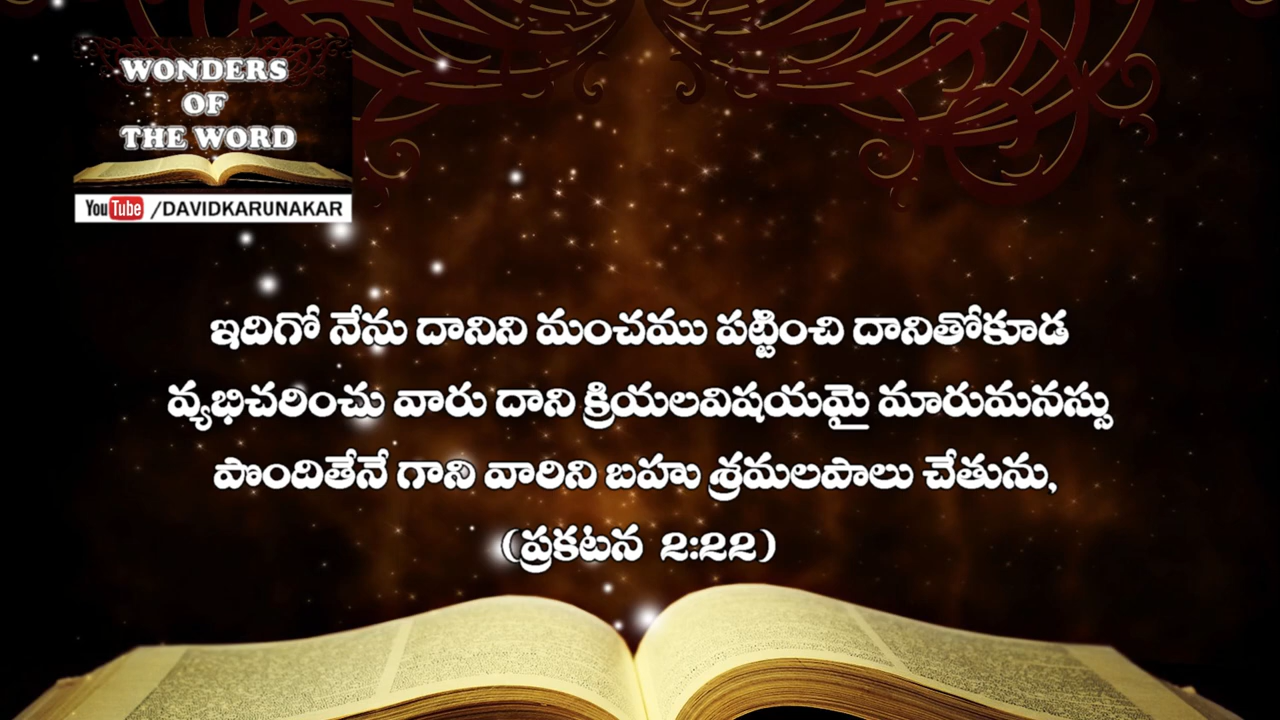 WONDERS
OF
THE WORD
YouTube /DAVIDKARUNAKAR
ఇదిగో నేను దానిని మంచము పట్టించి దానితోకూడ
వ్యభిచరించు వారు దాని క్రియలవిషయమై మారుమనస్సు
పొందితేనే గాని వారిని బహు శ్రమలపాలు చేతును,
(ప్రకటన 2:22)